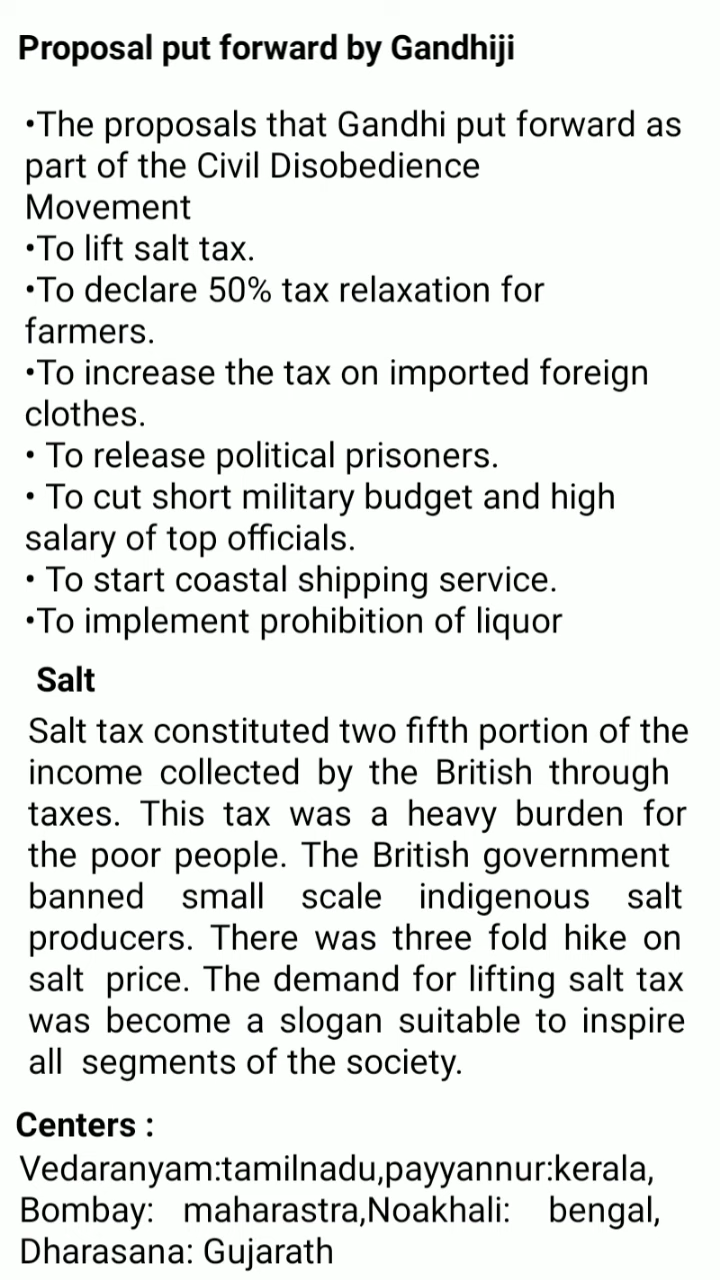 Proposal put forward by Gandhiji
•The proposals that Gandhi put forward as
part of the Civil Disobedience
Movement
•To lift salt tax.
•To declare 50% tax relaxation for
farmers.
•To increase the tax on imported foreign
clothes.
• To release political prisoners.
• To cut short military budget and high
salary of top officials.
• To start coastal shipping service.
•To implement prohibition of liquor
Salt
Salt tax constituted two fifth portion of the
income collected by the British through
taxes. This tax was a heavy burden for
the poor people. The British government
banned small scale indigenous salt
producers. There was three fold hike on
salt price. The demand for lifting salt tax
was become a slogan suitable to inspire
all segments of the society.
Centers :
Vedaranyam:tamilnadu,payyannur:kerala,
Bombay: maharastra,Noakhali: bengal,
Dharasana: Gujarath